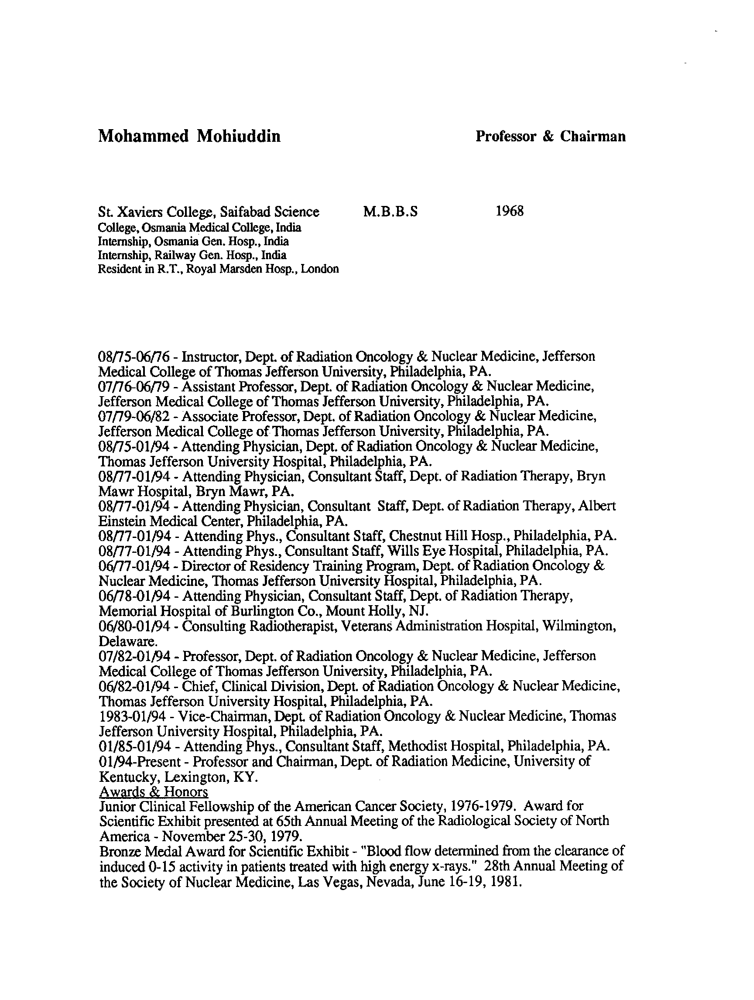 Mohammed Mohiuddin Professor & Chairman
St. Xaviers College, Saifabad Science M.B.B.S 1968
College, Osmania Medical College, India
Internship, Osmania Gen. Hosp., India
Internship, Railway Gen. Hosp., India
Resident in R.T., Royal Marsden Hosp., London
08/75-06/76 - Instructor, Dept. of Radiation Oncology & Nuclear Medicine, Jefferson
Medical College of Thomas Jefferson University, Philadelphia, PA.
07/76-06/79 - Assistant Professor, Dept. of Radiation Oncology & Nuclear Medicine,
Jefferson Medical College of Thomas Jefferson University, Philadelphia, PA.
07/79-06/82 - Associate Professor, Dept. of Radiation Oncology & Nuclear Medicine,
Jefferson Medical College of Thomas Jefferson University, Philadelphia, PA.
08/75-01/94 - Attending Physician, Dept. of Radiation Oncology & Nuclear Medicine,
Thomas Jefferson University Hospital, Philadelphia, PA.
08/77-01/94 - Attending Physician, Consultant Staff, Dept. of Radiation Therapy, Bryn
Mawr Hospital, Bryn Mawr, PA.
08/77-01/94 - Attending Physician, Consultant Staff, Dept. of Radiation Therapy, Albert
Einstein Medical Center, Philadelphia, PA.
08/77-01/94 - Attending Phys., Consultant Staff, Chestnut Hill Hosp., Philadelphia, PA.
08/77-01/94 - Attending Phys., Consultant Staff, Wills Eye Hospital, Philadelphia, PA.
06/77-01/94 - Director of Residency Training Program, Dept. of Radiation Oncology &
Nuclear Medicine, Thomas Jefferson University Hospital, Philadelphia, PA.
06/78-01/94 - Attending Physician, Consultant Staff, Dept. of Radiation Therapy,
Memorial Hospital of Burlington Co., Mount Holly, NJ.
06/80-01/94 - Consulting Radiotherapist, Veterans Administration Hospital, Wilmington,
Delaware.
07/82-01/94 - Professor, Dept. of Radiation Oncology & Nuclear Medicine, Jefferson
Medical College of Thomas Jefferson University, Philadelphia, PA.
06/82-01/94 - Chief, Clinical Division, Dept. of Radiation Oncology & Nuclear Medicine,
Thomas Jefferson University Hospital, Philadelphia, PA.
1983-01/94 - Vice-Chairman, Dept. of Radiation Oncology & Nuclear Medicine, Thomas
Jefferson University Hospital, Philadelphia, PA.
01/85-01/94 - Attending Phys., Consultant Staff, Methodist Hospital, Philadelphia, PA.
01/94-Present - Professor and Chairman, Dept. of Radiation Medicine, University of
Kentucky, Lexington, KY.
Awards & Honors
Junior Clinical Fellowship of the American Cancer Society, 1976-1979. Award for
Scientific Exhibit presented at 65th Annual Meeting of the Radiological Society of North
America - November 25-30, 1979.
Bronze Medal Award for Scientific Exhibit - "Blood flow determined from the clearance of
induced 0-15 activity in patients treated with high energy x-rays." 28th Annual Meeting of
the Society of Nuclear Medicine, Las Vegas, Nevada, June 16-19, 1981.